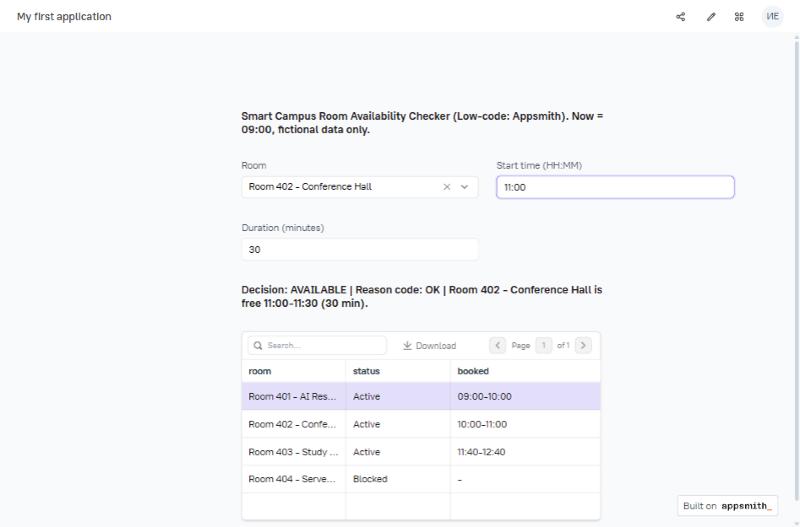 My first application
ИЕ
Smart Campus Room Availability Checker (Low-code: Appsmith). Now =
09:00, fictional data only.
Room
Start time (HH:MM)
Room 402 - Conference Hall
11:00
Duration (minutes)
30
Decision: AVAILABLE | Reason code: OK | Room 402 - Conference Hall is
free 11:00-11:30 (30 min).
Search...
Download
Page 1 of 1
room status booked
Room 401 - AI Res... Active 09:00-10:00
Room 402 - Confe... Active 10:00-11:00
Room 403 - Study ... Active 11:40-12:40
Room 404 - Serve... Blocked -
Built on appsmith_